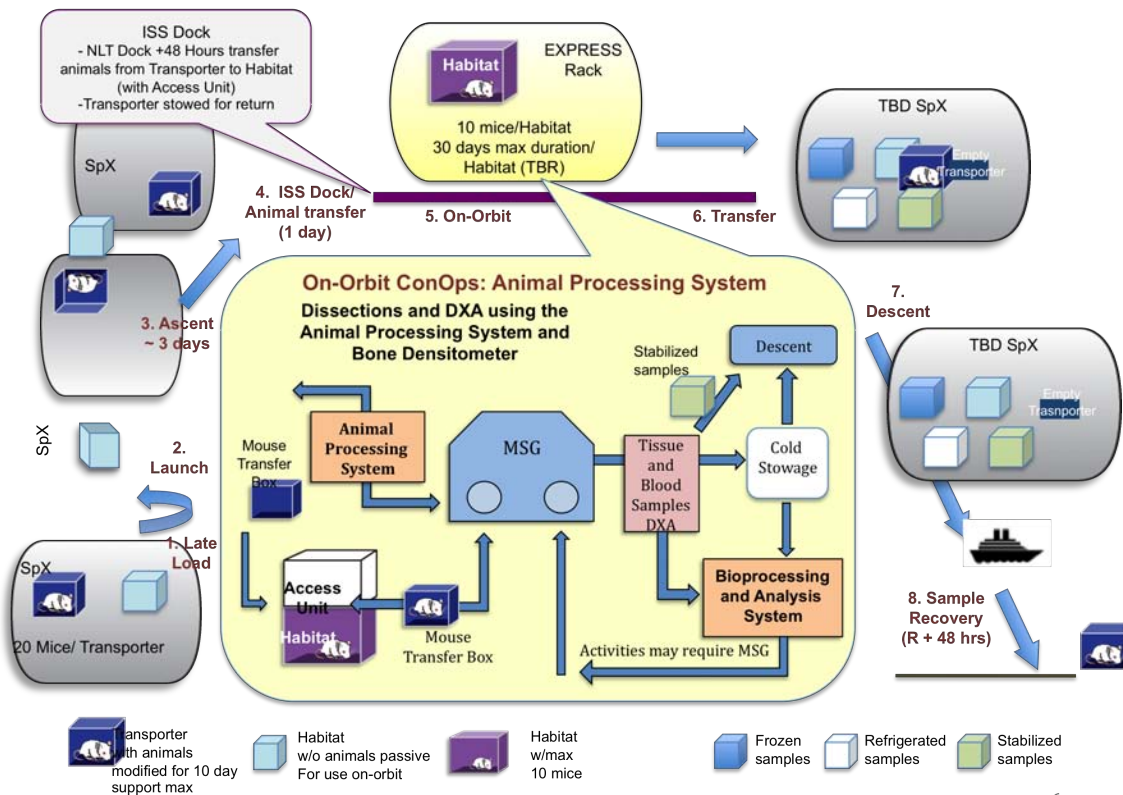 ISS Dock
- NLT Dock +48 Hours transfer
animals from Transporter to Habitat
(with Access Unit)
-Transporter stowed for return
SpX
Habitat
EXPRESS
Rack
10 mice/Habitat
30 days max duration/
Habitat (TBR)
TBD SpX
Empty
Transporter
4. ISS Dock/
Animal transfer
(1 day)
5. On-Orbit
6. Transfer
3. Ascent
~ 3 days
SpX
2.
Launch
1. Late
Load
SpX
20 Mice/ Transporter
On-Orbit ConOps: Animal Processing System
Dissections and DXA using the
Animal Processing System and
Bone Densitometer
Stabilized
samples
Descent
Animal
Processing
System
Mouse
Transfer
Box
MSG
Tissue
and
Blood
Samples
DXA
Cold
Stowage
Access
Unit
Habitat
Mouse
Transfer Box
Bioprocessing
and Analysis
System
Activities may require MSG
7.
Descent
TBD SpX
Empty
Trasnporter
8. Sample
Recovery
(R + 48 hrs)
Transporter
with animals
modified for 10 day
support max
Habitat
w/o animals passive
For use on-orbit
Habitat
w/max
10 mice
Frozen
samples
Refrigerated
samples
Stabilized
samples